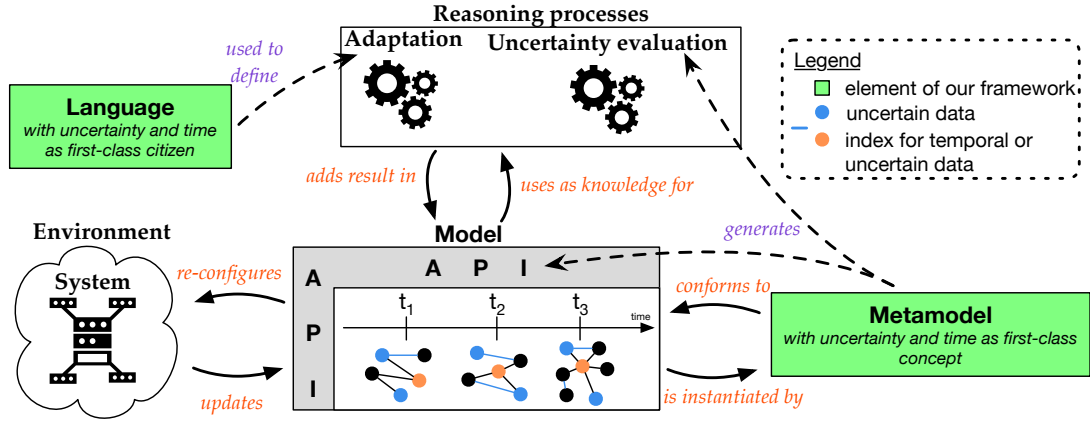 Reasoning processes
Adaptation
Uncertainty evaluation
used to
define
Language
with uncertainty and time
as first-class citizen
Legend
element of our framework
uncertain data
index for temporal or
uncertain data
adds result in
uses as knowledge for
Environment
System
re-configures
updates
Model
A P I
A
P
I
t1
t2
t3
time
generates
conforms to
is instantiated by
Metamodel
with uncertainty and time as first-class
concept